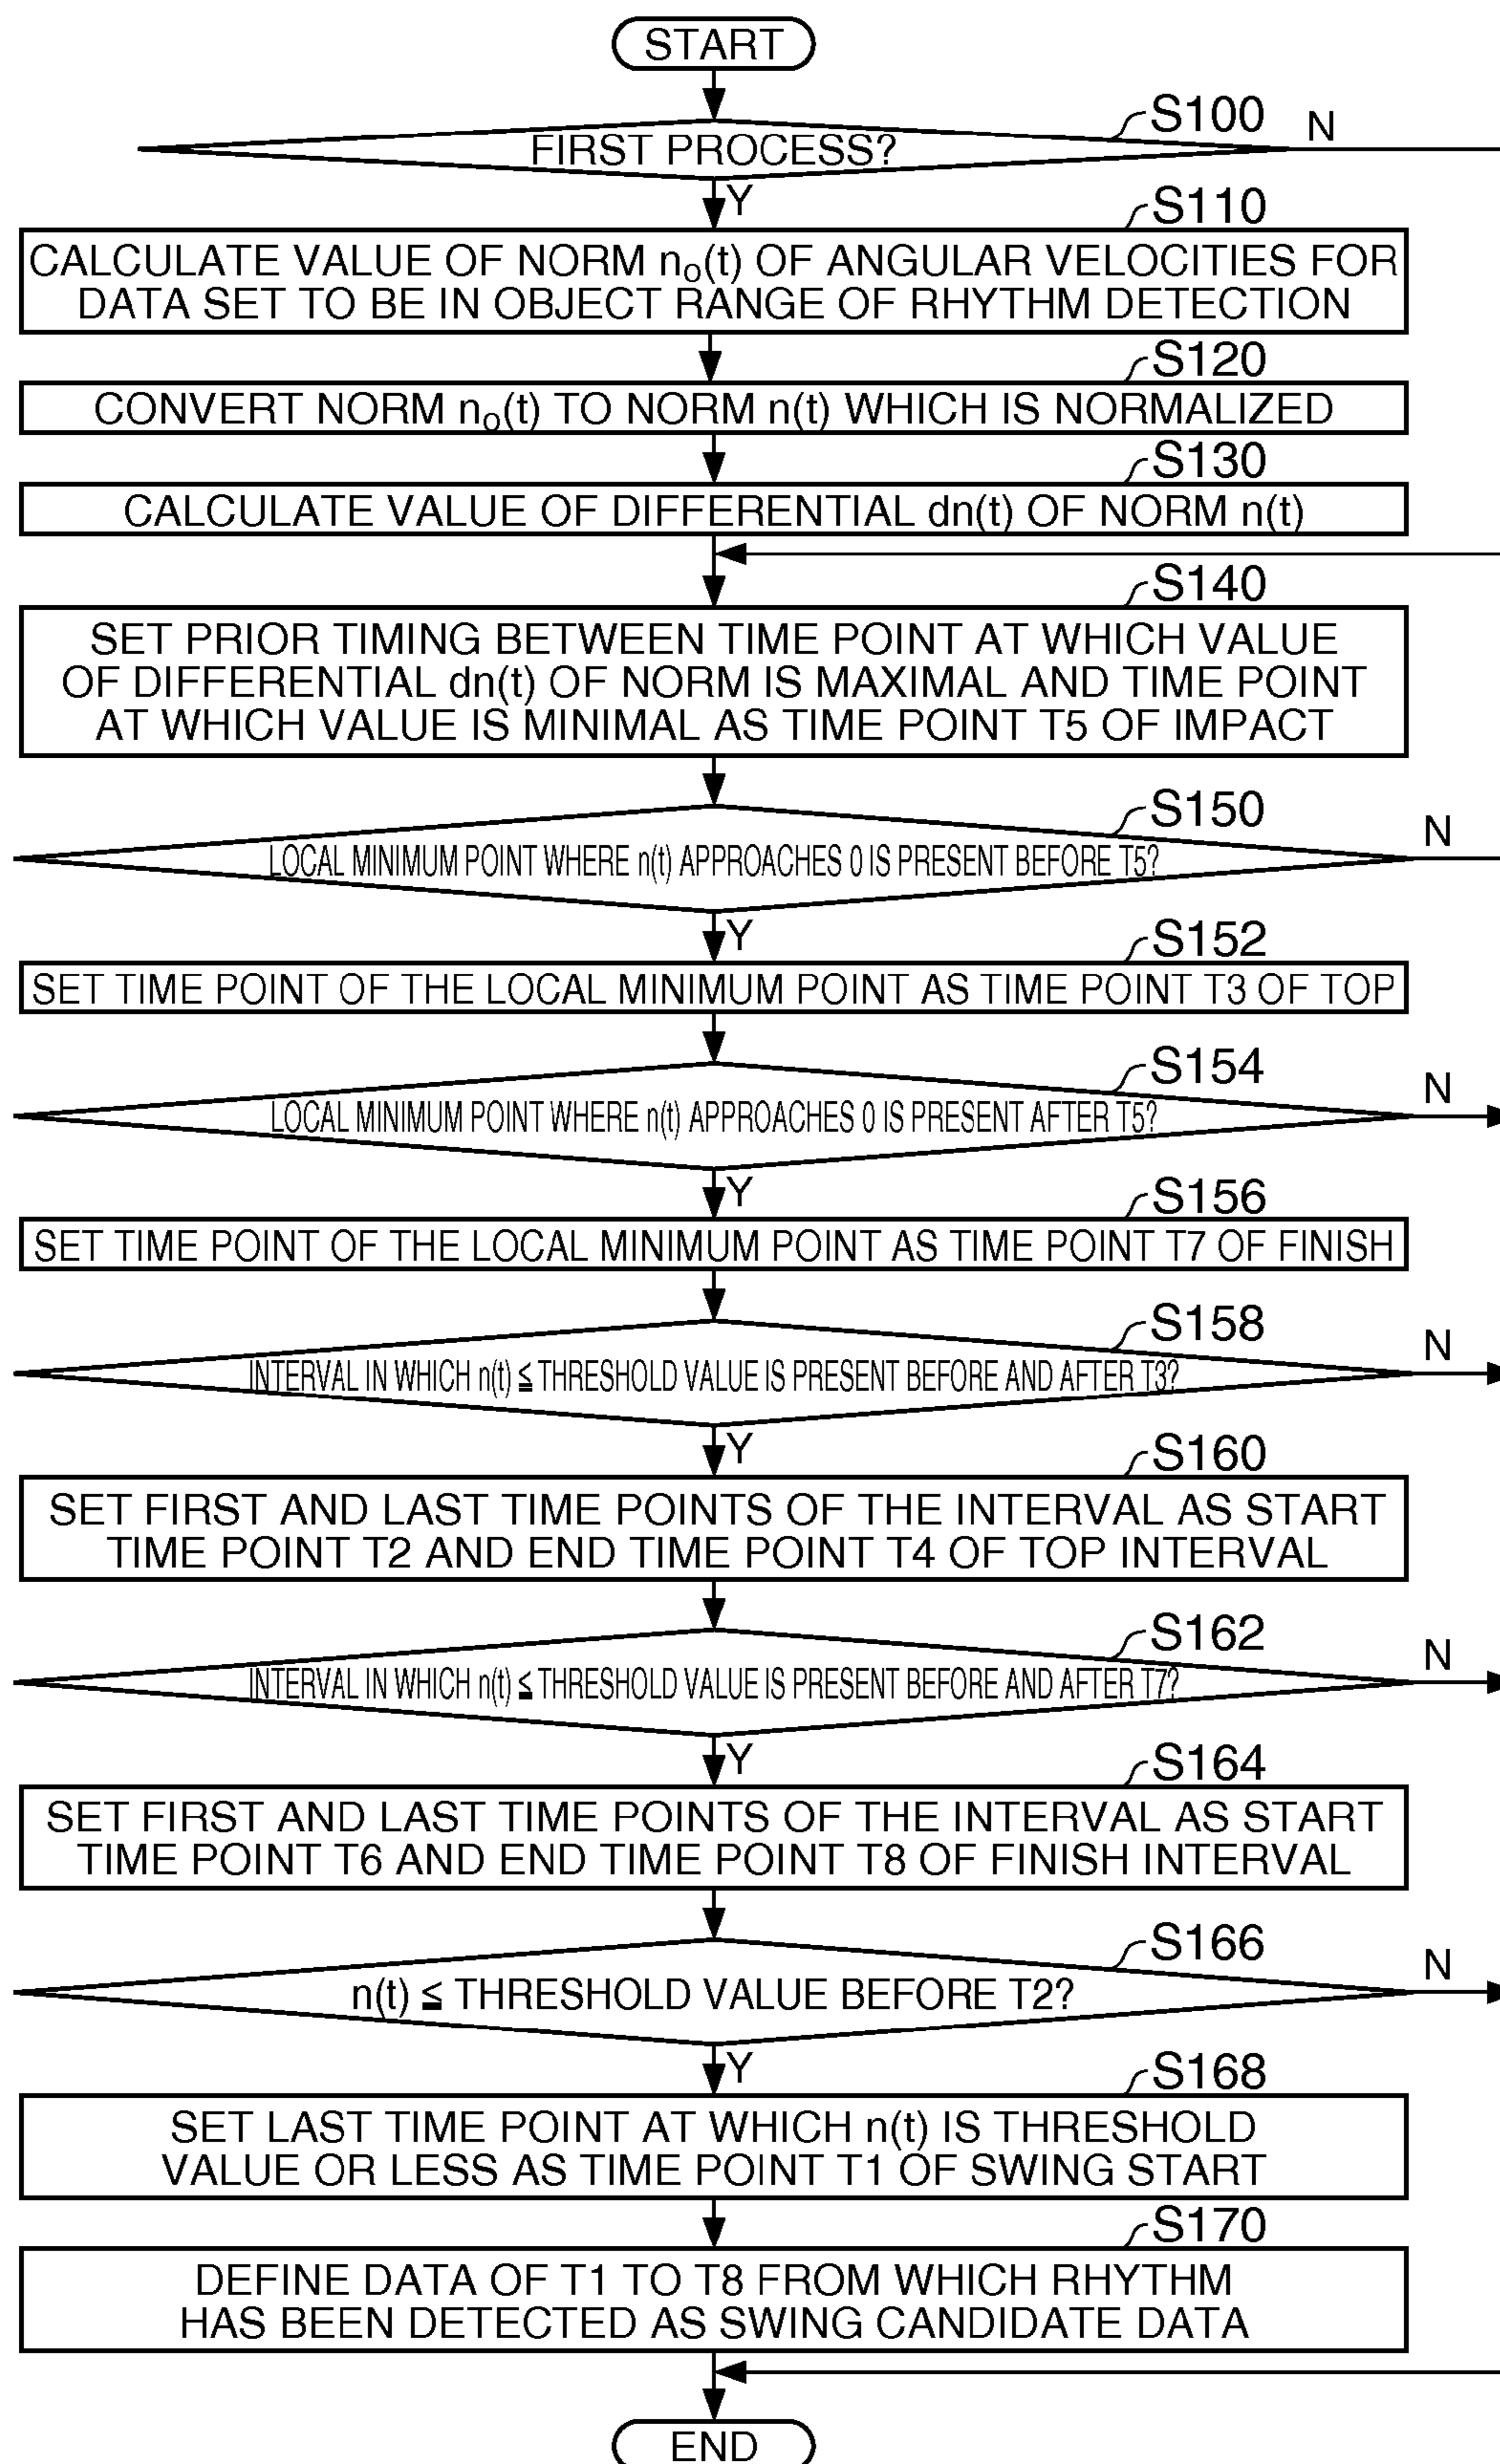 START
S100
N
FIRST PROCESS?
Y
S110
CALCULATE VALUE OF NORM no(t) OF ANGULAR VELOCITIES FOR
DATA SET TO BE IN OBJECT RANGE OF RHYTHM DETECTION
S120
CONVERT NORM no(t) TO NORM n(t) WHICH IS NORMALIZED
S130
CALCULATE VALUE OF DIFFERENTIAL dn(t) OF NORM n(t)
S140
SET PRIOR TIMING BETWEEN TIME POINT AT WHICH VALUE
OF DIFFERENTIAL dn(t) OF NORM IS MAXIMAL AND TIME POINT
AT WHICH VALUE IS MINIMAL AS TIME POINT T5 OF IMPACT
S150
N
LOCAL MINIMUM POINT WHERE n(t) APPROACHES 0 IS PRESENT BEFORE T5?
Y
S152
SET TIME POINT OF THE LOCAL MINIMUM POINT AS TIME POINT T3 OF TOP
S154
N
LOCAL MINIMUM POINT WHERE n(t) APPROACHES 0 IS PRESENT AFTER T5?
Y
S156
SET TIME POINT OF THE LOCAL MINIMUM POINT AS TIME POINT T7 OF FINISH
S158
N
INTERVAL IN WHICH n(t) ≦ THRESHOLD VALUE IS PRESENT BEFORE AND AFTER T3?
Y
S160
SET FIRST AND LAST TIME POINTS OF THE INTERVAL AS START
TIME POINT T2 AND END TIME POINT T4 OF TOP INTERVAL
S162
N
INTERVAL IN WHICH n(t) ≦ THRESHOLD VALUE IS PRESENT BEFORE AND AFTER T7?
Y
S164
SET FIRST AND LAST TIME POINTS OF THE INTERVAL AS START
TIME POINT T6 AND END TIME POINT T8 OF FINISH INTERVAL
S166
N
n(t) ≦ THRESHOLD VALUE BEFORE T2?
Y
S168
SET LAST TIME POINT AT WHICH n(t) IS THRESHOLD
VALUE OR LESS AS TIME POINT T1 OF SWING START
S170
DEFINE DATA OF T1 TO T8 FROM WHICH RHYTHM
HAS BEEN DETECTED AS SWING CANDIDATE DATA
END